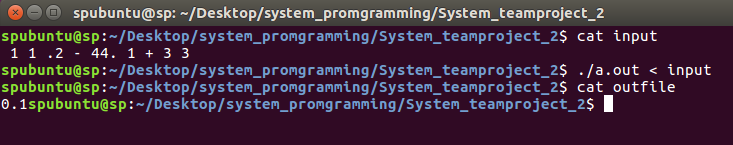 spubuntu@sp: ~/Desktop/system_promgramming/System_teamproject_2
spubuntu@sp:~/Desktop/system_promgramming/System_teamproject_2$ cat input
 1 1 .2 - 44. 1 + 3 3
spubuntu@sp:~/Desktop/system_promgramming/System_teamproject_2$ ./a.out < input
spubuntu@sp:~/Desktop/system_promgramming/System_teamproject_2$ cat outfile
0.1spubuntu@sp:~/Desktop/system_promgramming/System_teamproject_2$